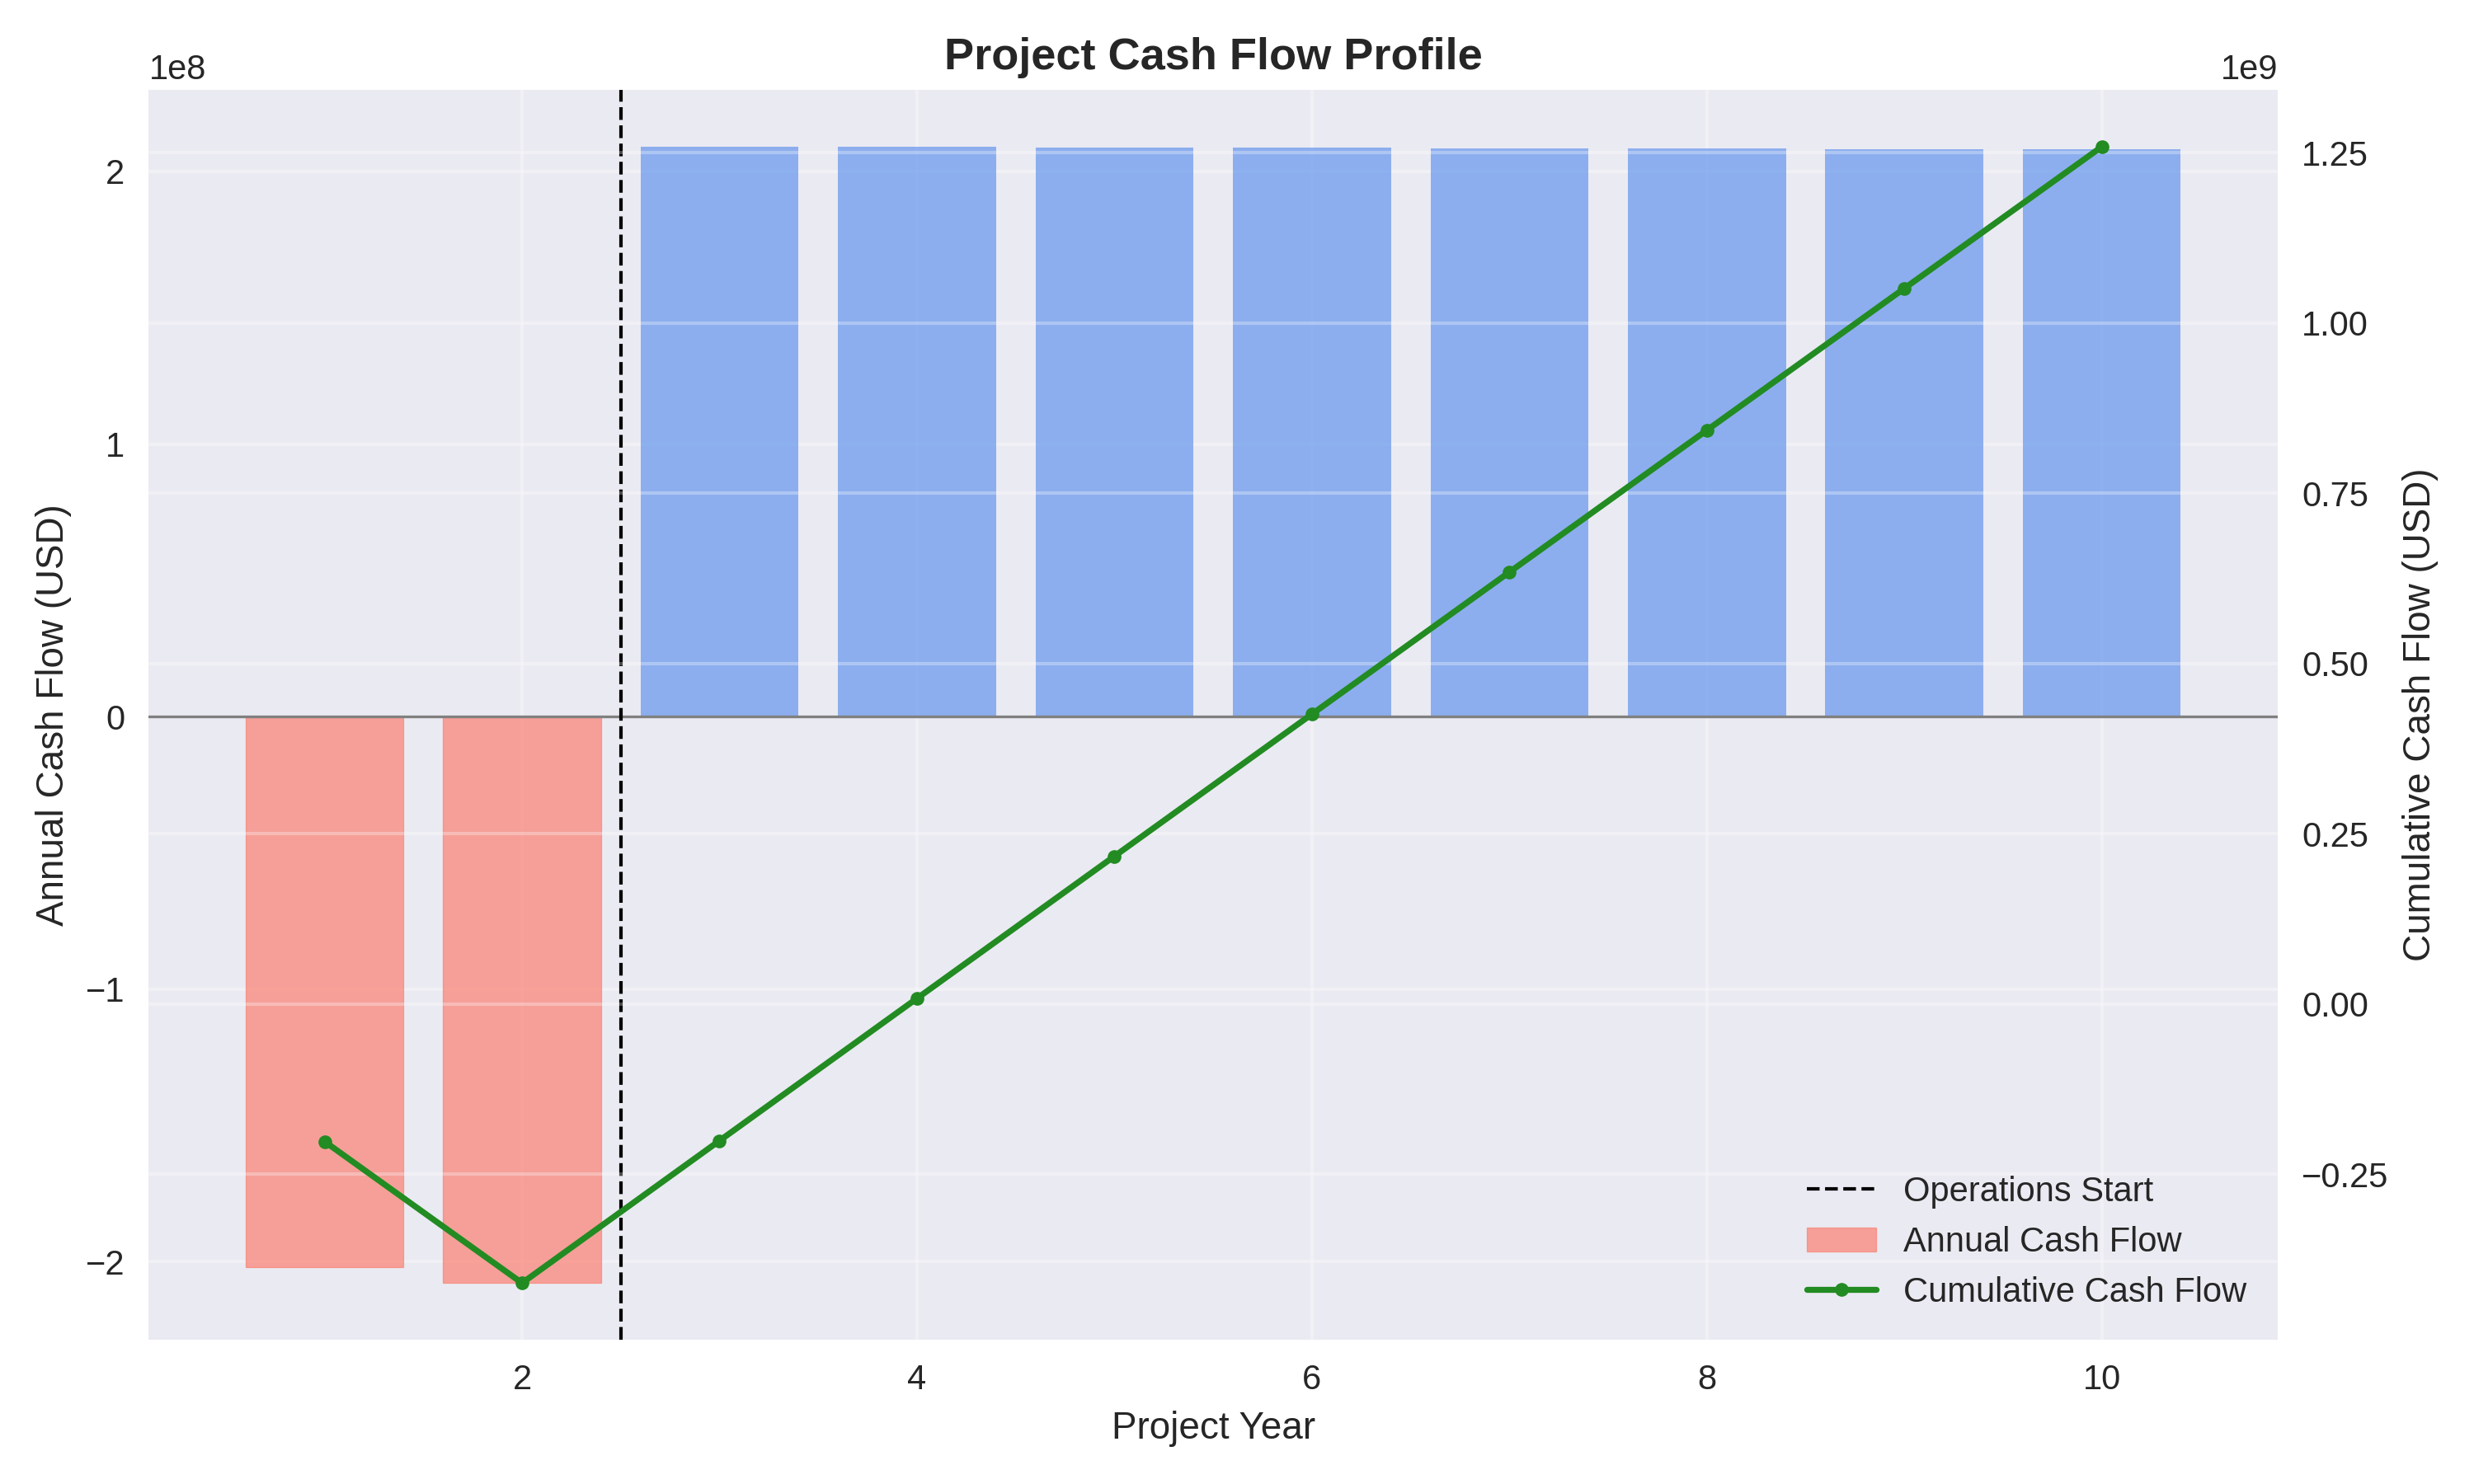 Project Cash Flow Profile
1e8
1e9
2
1
0
−1
−2
Annual Cash Flow (USD)
1.25
1.00
0.75
0.50
0.25
0.00
−0.25
Cumulative Cash Flow (USD)
Operations Start
Annual Cash Flow
Cumulative Cash Flow
2
4
6
8
10
Project Year